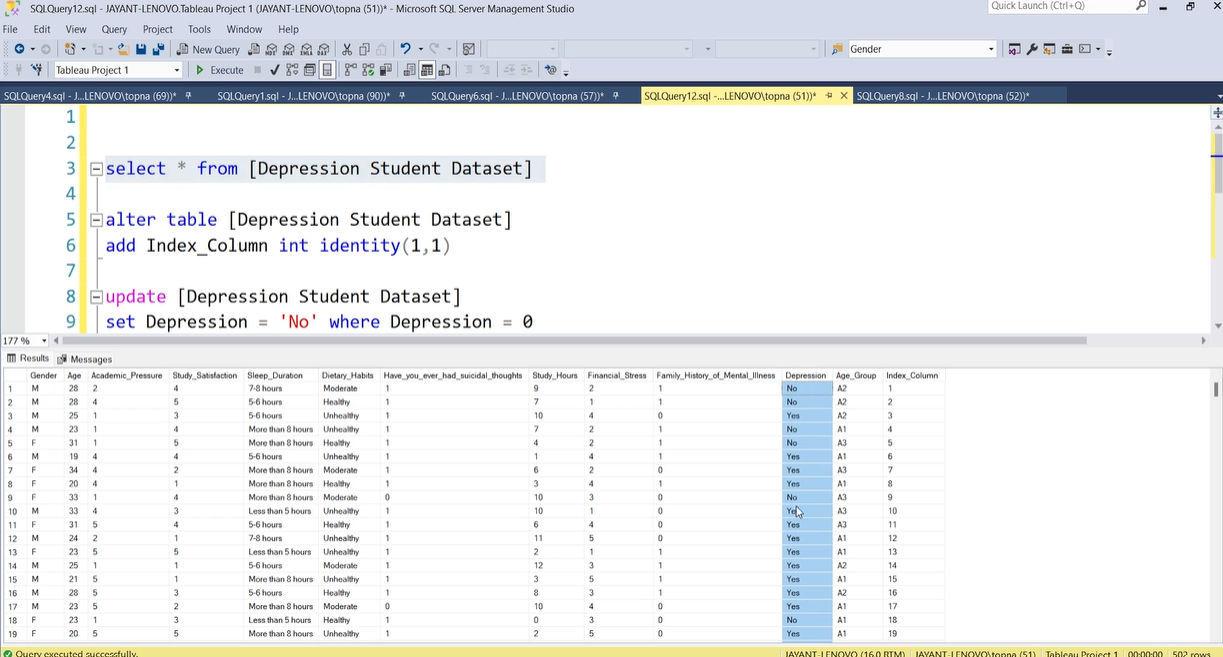 SQLQuery12.sql - JAYANT-LENOVO.Tableau Project 1 (JAYANT-LENOVO\topna (51))* - Microsoft SQL Server Management Studio
Quick Launch (Ctrl+Q)
File Edit View Query Project Tools Window Help
New Query Gender
Tableau Project 1 Execute
SQLQuery4.sql - J...LENOVO\topna (69))* SQLQuery1.sql - J...LENOVO\topna (90))* SQLQuery6.sql - J...LENOVO\topna (57))* SQLQuery12.sql -...LENOVO\topna (51))* SQLQuery8.sql - J...LENOVO\topna (52))*
1
2
3 select * from [Depression Student Dataset]
4
5 alter table [Depression Student Dataset]
6 add Index_Column int identity(1,1)
7
8 update [Depression Student Dataset]
9 set Depression = 'No' where Depression = 0
177 %
Results Messages
Gender Age Academic_Pressure Study_Satisfaction Sleep_Duration Dietary_Habits Have_you_ever_had_suicidal_thoughts Study_Hours Financial_Stress Family_History_of_Mental_Illness Depression Age_Group Index_Column
1 M 28 2 4 7-8 hours Moderate 1 9 2 1 No A2 1
2 M 28 4 5 5-6 hours Healthy 1 7 1 1 No A2 2
3 M 25 1 3 5-6 hours Unhealthy 1 10 4 0 Yes A2 3
4 M 23 1 4 More than 8 hours Unhealthy 1 7 2 1 No A1 4
5 F 31 1 5 More than 8 hours Healthy 1 4 2 1 No A3 5
6 M 19 4 4 5-6 hours Unhealthy 1 1 4 1 Yes A1 6
7 F 34 4 2 More than 8 hours Moderate 1 6 2 0 Yes A3 7
8 F 20 4 1 More than 8 hours Healthy 1 3 4 1 Yes A1 8
9 F 33 1 4 More than 8 hours Moderate 0 10 3 0 No A3 9
10 M 33 4 3 Less than 5 hours Unhealthy 1 10 1 0 Yes A3 10
11 F 31 5 4 5-6 hours Healthy 1 6 4 0 Yes A3 11
12 M 24 2 1 7-8 hours Unhealthy 1 11 5 0 Yes A1 12
13 F 23 5 5 Less than 5 hours Unhealthy 1 2 1 1 Yes A1 13
14 M 25 1 1 5-6 hours Moderate 1 12 3 1 Yes A2 14
15 M 21 5 1 More than 8 hours Unhealthy 1 3 5 1 Yes A1 15
16 M 28 5 3 5-6 hours Healthy 1 8 3 1 Yes A2 16
17 M 23 5 2 More than 8 hours Moderate 0 10 4 0 Yes A1 17
18 F 23 1 3 Less than 5 hours Healthy 1 0 3 0 No A1 18
19 F 20 5 5 More than 8 hours Unhealthy 1 2 5 0 Yes A1 19
Query executed successfully. JAYANT-LENOVO (16.0 RTM) JAYANT-LENOVO\topna (51) Tableau Project 1 00:00:00 502 rows